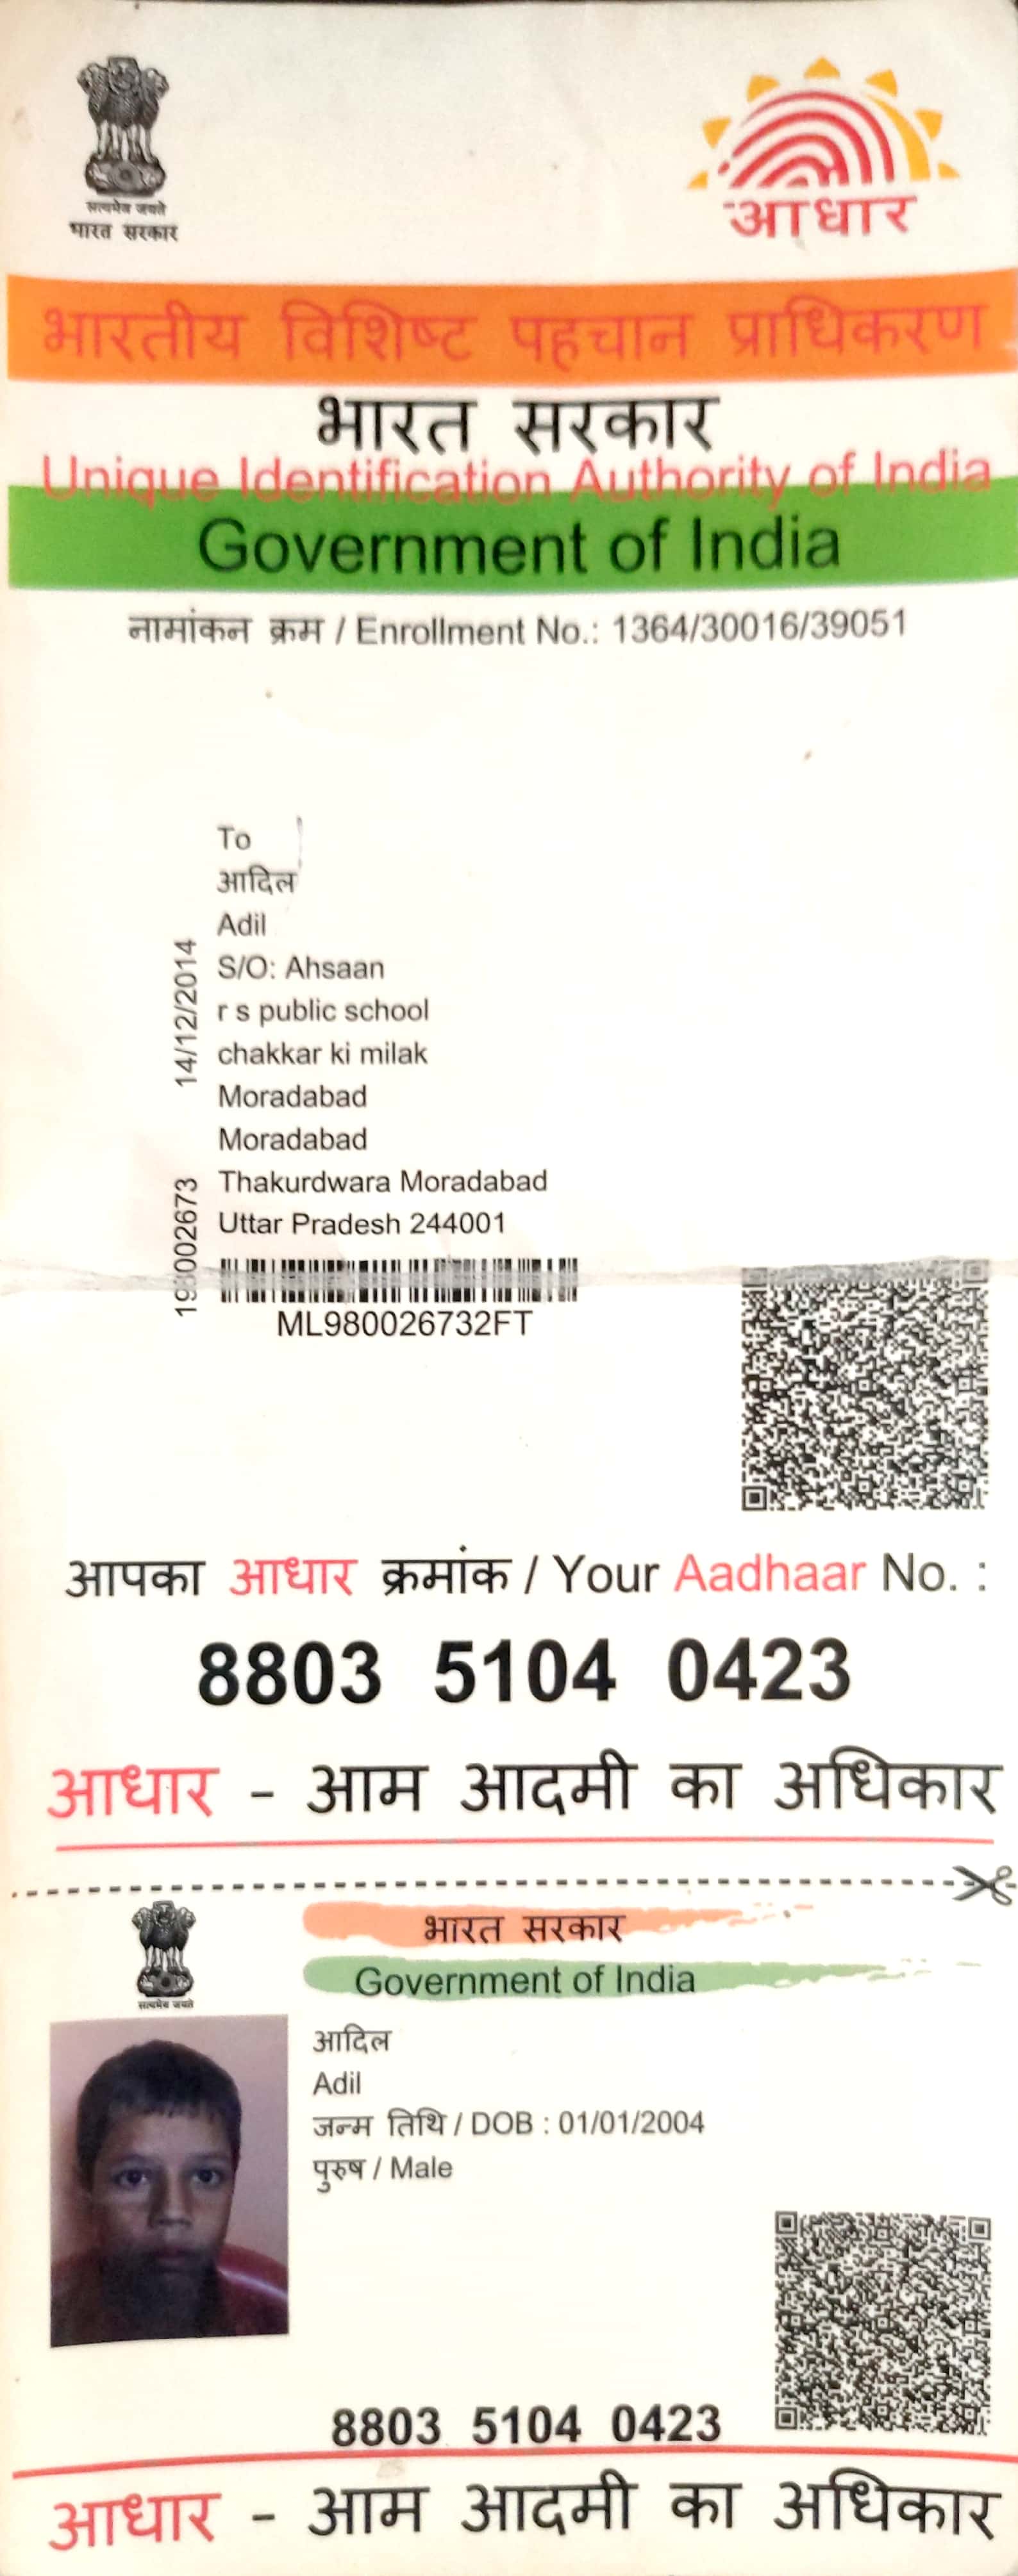 सत्यमेव जयते
भारत सरकार
आधार
भारतीय विशिष्ट पहचान प्राधिकरण
भारत सरकार
Unique Identification Authority of India
Government of India
नामांकन क्रम / Enrollment No.: 1364/30016/39051
To
आदिल
Adil
S/O: Ahsaan
r s public school
chakkar ki milak
Moradabad
Moradabad
Thakurdwara Moradabad
Uttar Pradesh 244001
14/12/2014
ML980026732FT
आपका आधार क्रमांक / Your Aadhaar No. :
8803 5104 0423
आधार - आम आदमी का अधिकार
सत्यमेव जयते
भारत सरकार
Government of India
आदिल
Adil
जन्म तिथि / DOB : 01/01/2004
पुरुष / Male
8803 5104 0423
आधार - आम आदमी का अधिकार